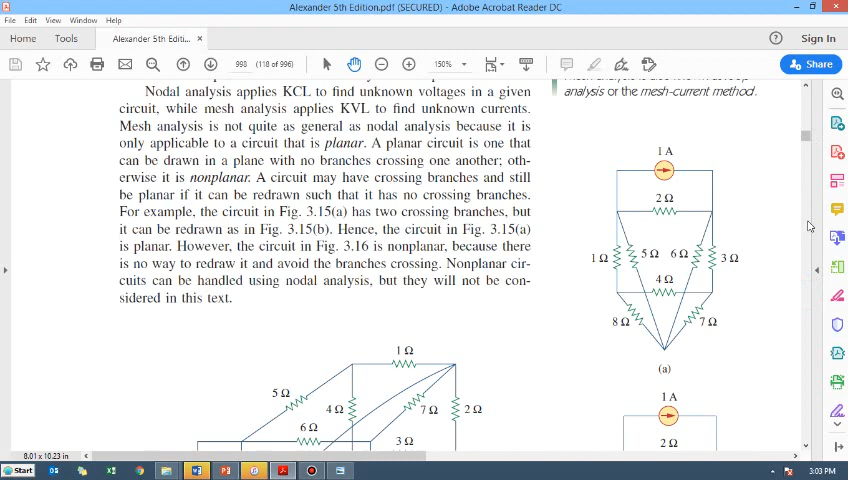 Alexander 5th Edition.pdf (SECURED) - Adobe Acrobat Reader DC
File Edit View Window Help
Home Tools Alexander 5th Editi... × Sign In
998 (118 of 996) 150% Share
Nodal analysis applies KCL to find unknown voltages in a given
circuit, while mesh analysis applies KVL to find unknown currents.
Mesh analysis is not quite as general as nodal analysis because it is
only applicable to a circuit that is planar. A planar circuit is one that
can be drawn in a plane with no branches crossing one another; oth-
erwise it is nonplanar. A circuit may have crossing branches and still
be planar if it can be redrawn such that it has no crossing branches.
For example, the circuit in Fig. 3.15(a) has two crossing branches, but
it can be redrawn as in Fig. 3.15(b). Hence, the circuit in Fig. 3.15(a)
is planar. However, the circuit in Fig. 3.16 is nonplanar, because there
is no way to redraw it and avoid the branches crossing. Nonplanar cir-
cuits can be handled using nodal analysis, but they will not be con-
sidered in this text.
analysis or the mesh-current method.
1 A
2 Ω
1 Ω 5 Ω 6 Ω 3 Ω
4 Ω
8 Ω 7 Ω
(a)
1 A
2 Ω
1 Ω
5 Ω
4 Ω 7 Ω 2 Ω
6 Ω
3 Ω
8.01 x 10.23 in
Start 3:03 PM